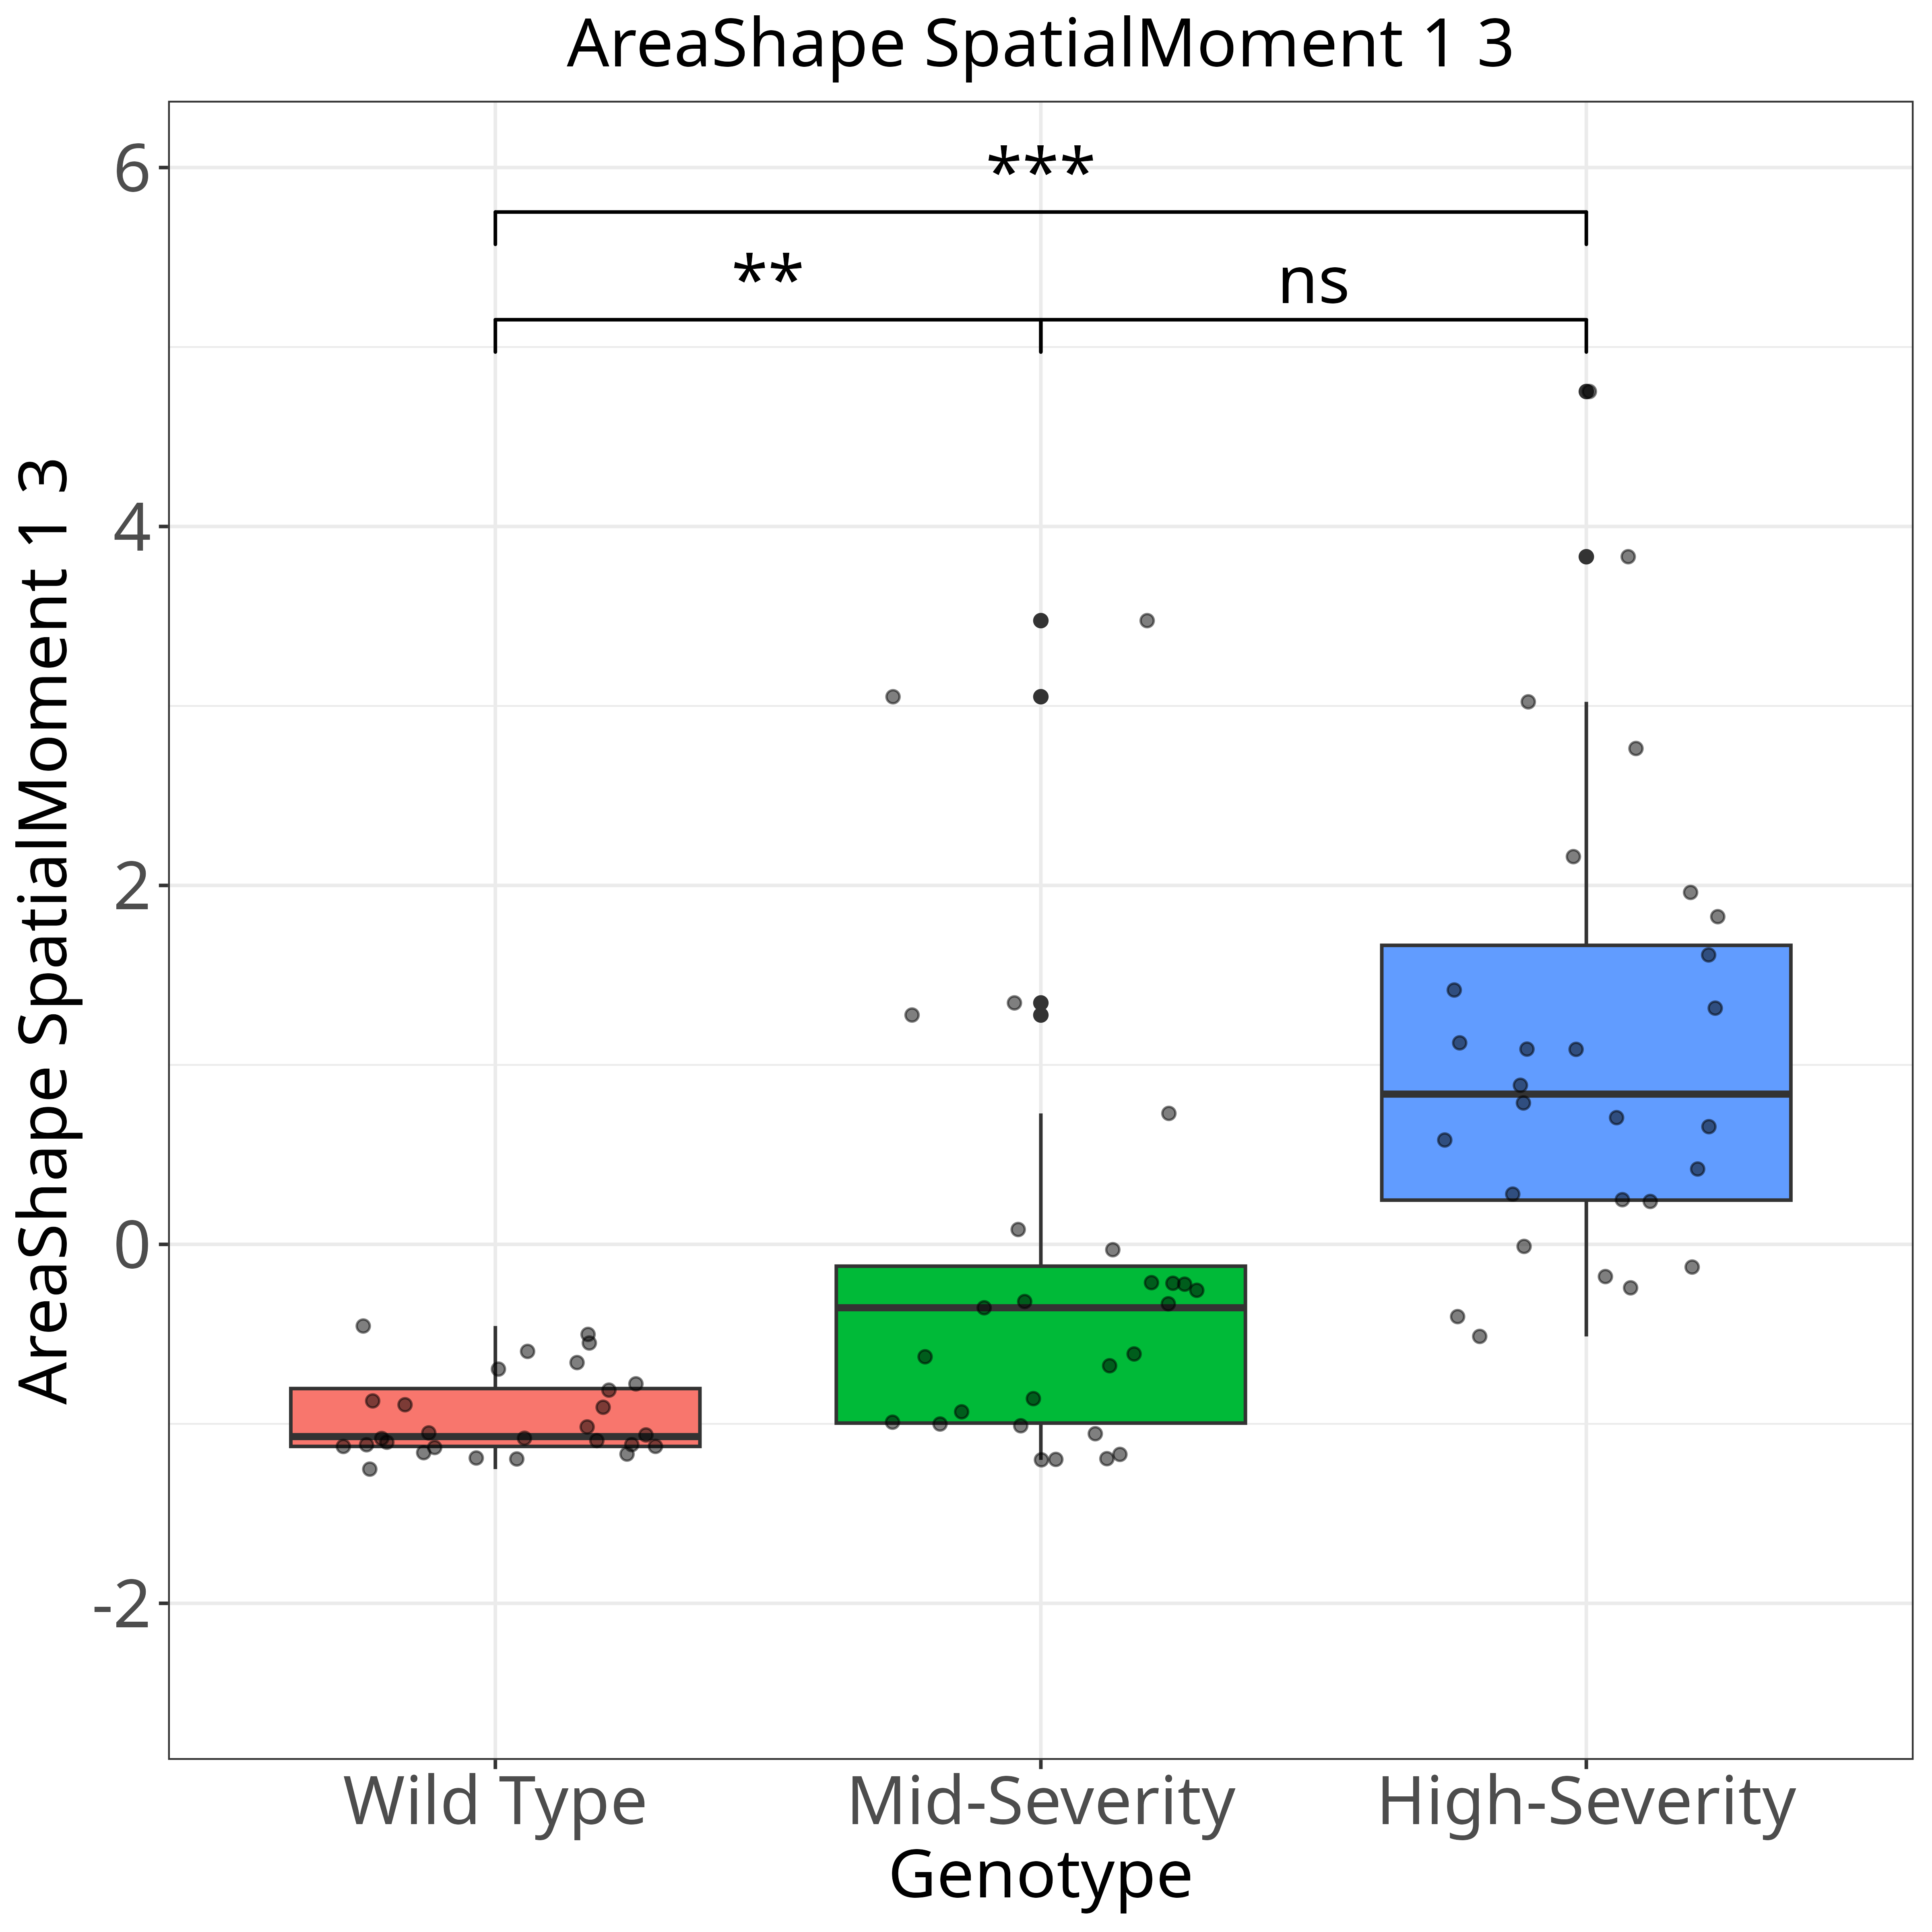 AreaShape SpatialMoment 1 3
6
***
**
ns
4
2
0
-2
AreaShape SpatialMoment 1 3
Wild Type
Mid-Severity
High-Severity
Genotype